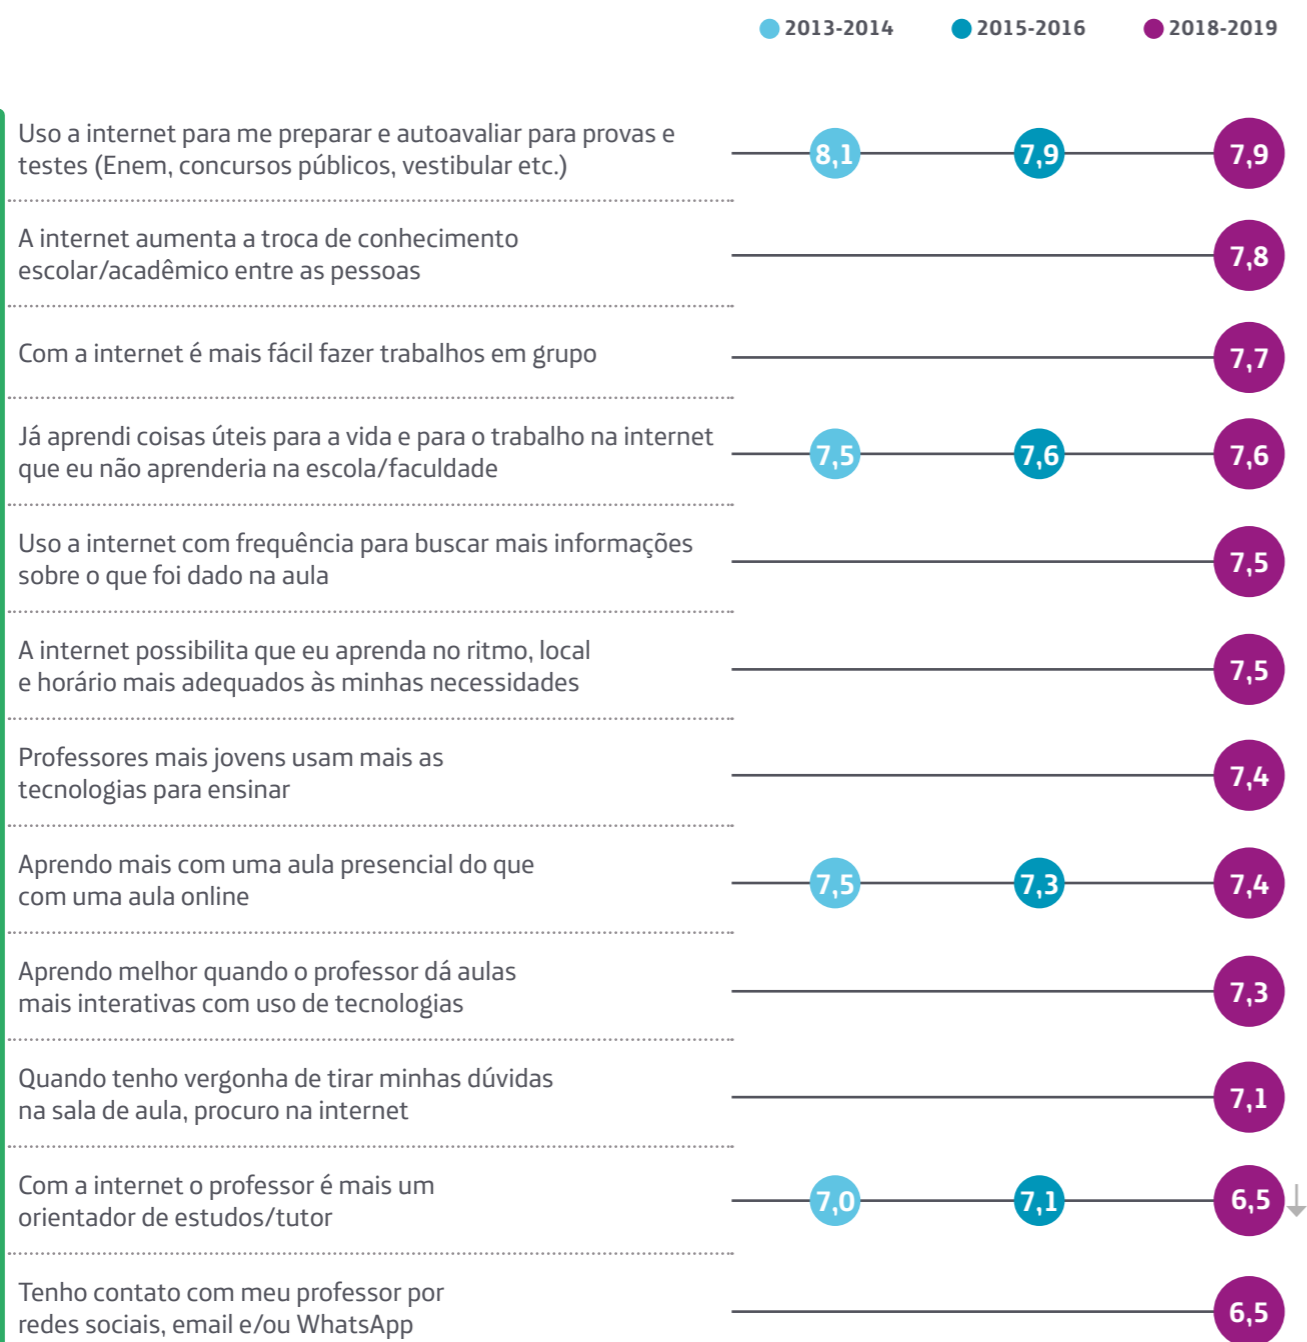 2013-2014 2015-2016 2018-2019
Uso a internet para me preparar e autoavaliar para provas e
testes (Enem, concursos públicos, vestibular etc.)
8,1 7,9 7,9
A internet aumenta a troca de conhecimento
escolar/acadêmico entre as pessoas
7,8
Com a internet é mais fácil fazer trabalhos em grupo
7,7
Já aprendi coisas úteis para a vida e para o trabalho na internet
que eu não aprenderia na escola/faculdade
7,5 7,6 7,6
Uso a internet com frequência para buscar mais informações
sobre o que foi dado na aula
7,5
A internet possibilita que eu aprenda no ritmo, local
e horário mais adequados às minhas necessidades
7,5
Professores mais jovens usam mais as
tecnologias para ensinar
7,4
Aprendo mais com uma aula presencial do que
com uma aula online
7,5 7,3 7,4
Aprendo melhor quando o professor dá aulas
mais interativas com uso de tecnologias
7,3
Quando tenho vergonha de tirar minhas dúvidas
na sala de aula, procuro na internet
7,1
Com a internet o professor é mais um
orientador de estudos/tutor
7,0 7,1 6,5
Tenho contato com meu professor por
redes sociais, email e/ou WhatsApp
6,5